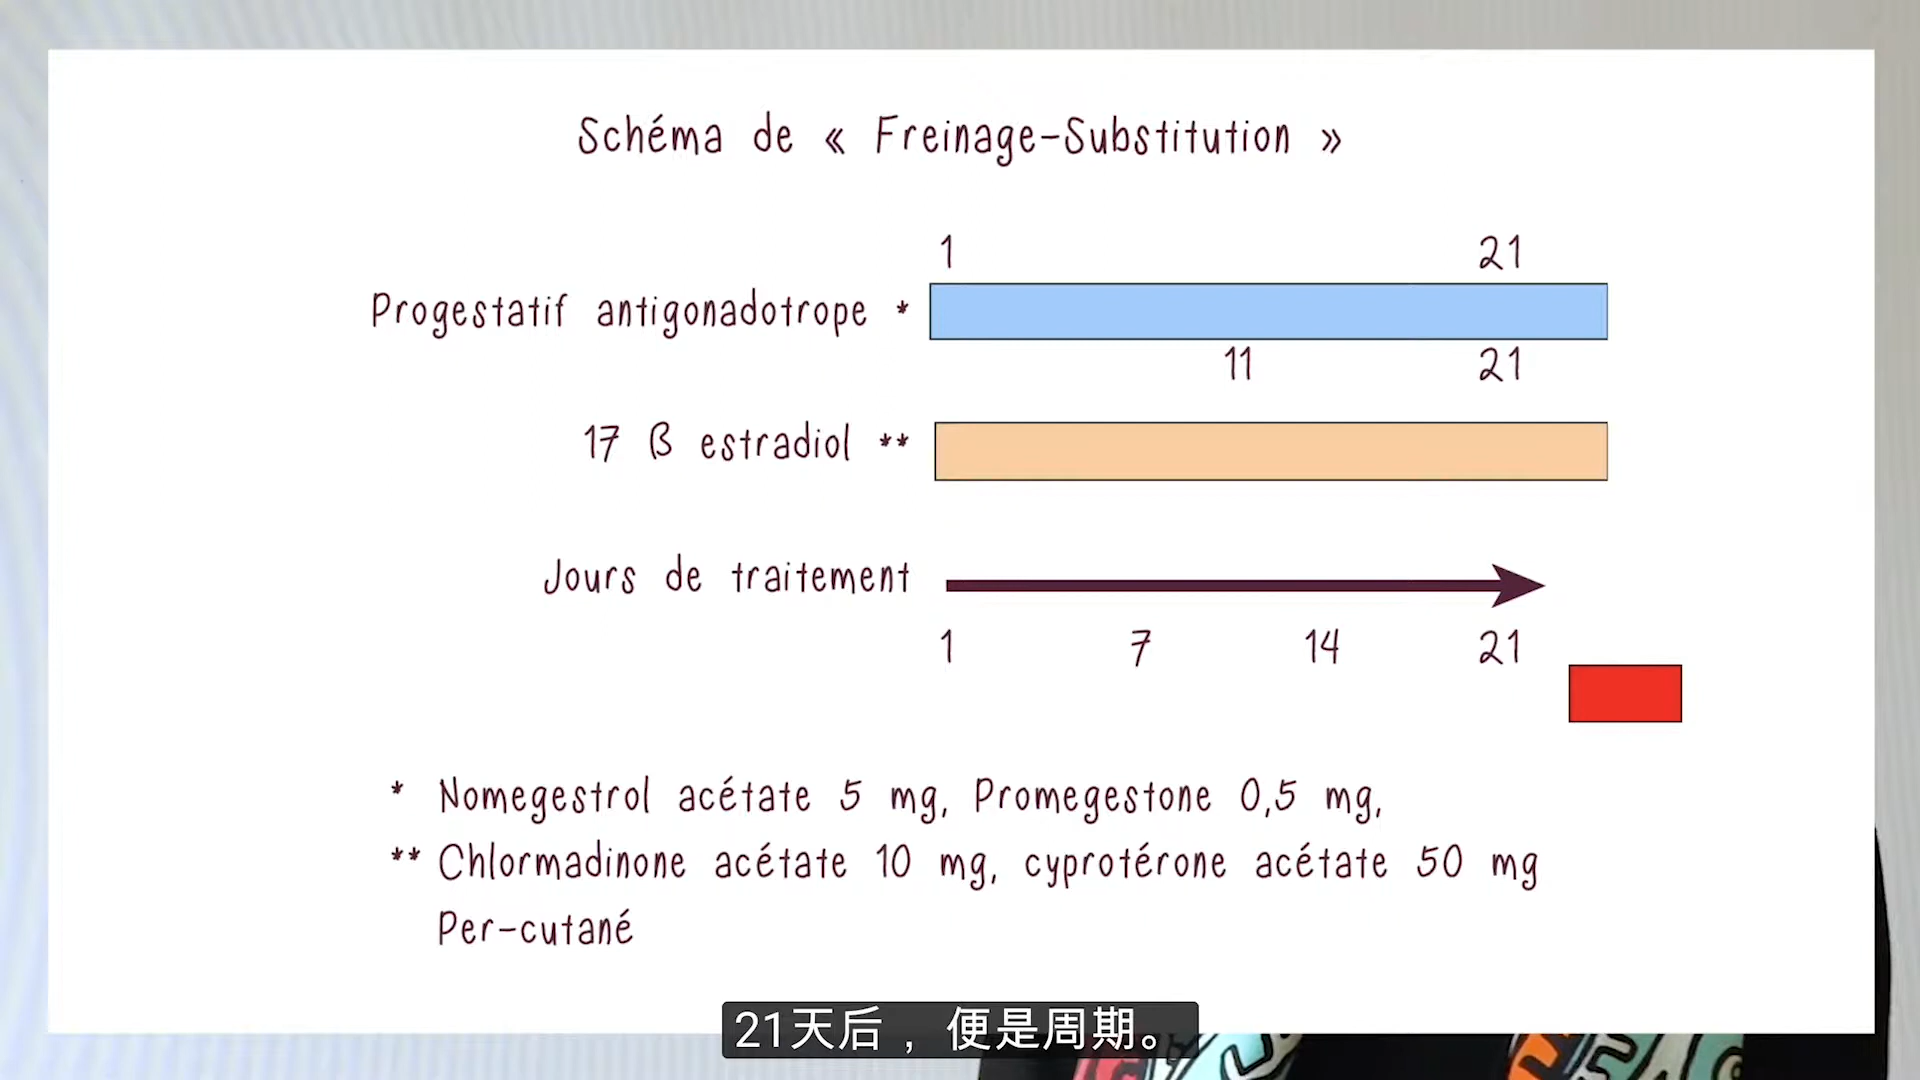 Schéma de « Freinage-Substitution »
1 21
Progestatif antigonadotrope *
11 21
17 ß estradiol **
Jours de traitement
1 7 14 21
* Nomegestrol acétate 5 mg, Promegestone 0,5 mg,
** Chlormadinone acétate 10 mg, cyprotérone acétate 50 mg
Per-cutané
21天后，便是周期。